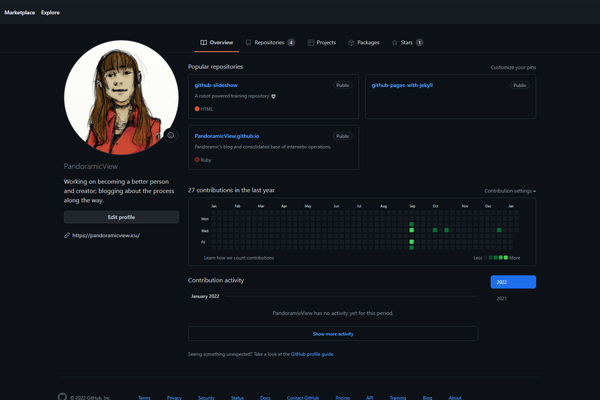 Marketplace Explore
Overview Repositories 4 Projects Packages Stars 1
Popular repositories Customize your pins
github-slideshow Public
A robot powered training repository
HTML
github-pages-with-jekyll Public
PandoramicView.github.io Public
Pandoramic's blog and consolidated base of interwebs operations.
Ruby
PandoramicView
Working on becoming a better person
and creator; blogging about the process
along the way.
Edit profile
https://pandoramicview.icu/
27 contributions in the last year Contribution settings
Jan Feb Mar Apr May Jun Jul Aug Sep Oct Nov Dec Jan
Mon
Wed
Fri
Learn how we count contributions Less More
Contribution activity
2022
2021
January 2022
PandoramicView has no activity yet for this period.
Show more activity
Seeing something unexpected? Take a look at the GitHub profile guide.
© 2022 GitHub, Inc. Terms Privacy Security Status Docs Contact GitHub Pricing API Training Blog About